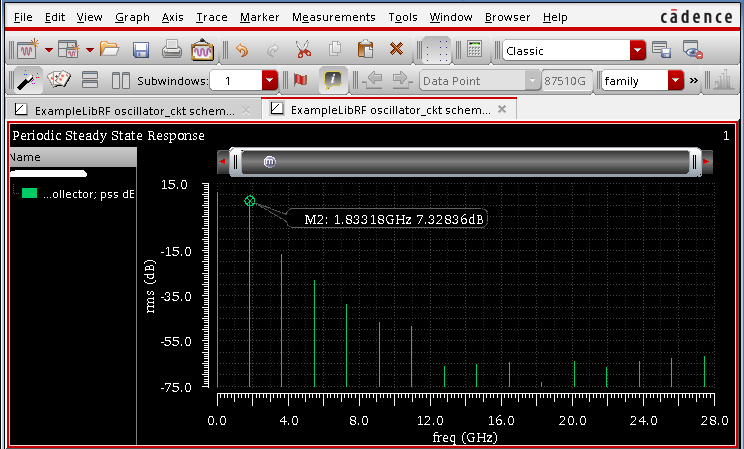 File Edit View Graph Axis Trace Marker Measurements Tools Window Browser Help cādence
Classic
Subwindows: 1 Data Point 87510G family »
ExampleLibRF oscillator_ckt schem... ExampleLibRF oscillator_ckt schem...
Periodic Steady State Response 1
Name
...ollector; pss dB
m
15.0
M2: 1.83318GHz 7.32836dB
-15.0
-35.0
-55.0
-75.0
rms (dB)
0.0 4.0 8.0 12.0 16.0 20.0 24.0 28.0
freq (GHz)